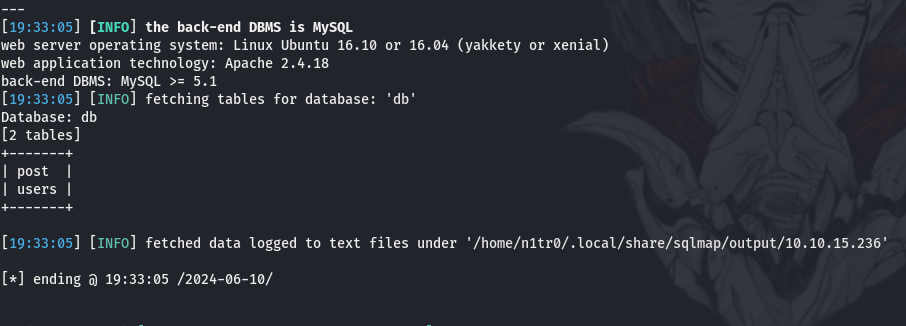 ---
[19:33:05] [INFO] the back-end DBMS is MySQL
web server operating system: Linux Ubuntu 16.10 or 16.04 (yakkety or xenial)
web application technology: Apache 2.4.18
back-end DBMS: MySQL >= 5.1
[19:33:05] [INFO] fetching tables for database: 'db'
Database: db
[2 tables]
+-------+
| post  |
| users |
+-------+
[19:33:05] [INFO] fetched data logged to text files under '/home/n1tr0/.local/share/sqlmap/output/10.10.15.236'
[*] ending @ 19:33:05 /2024-06-10/